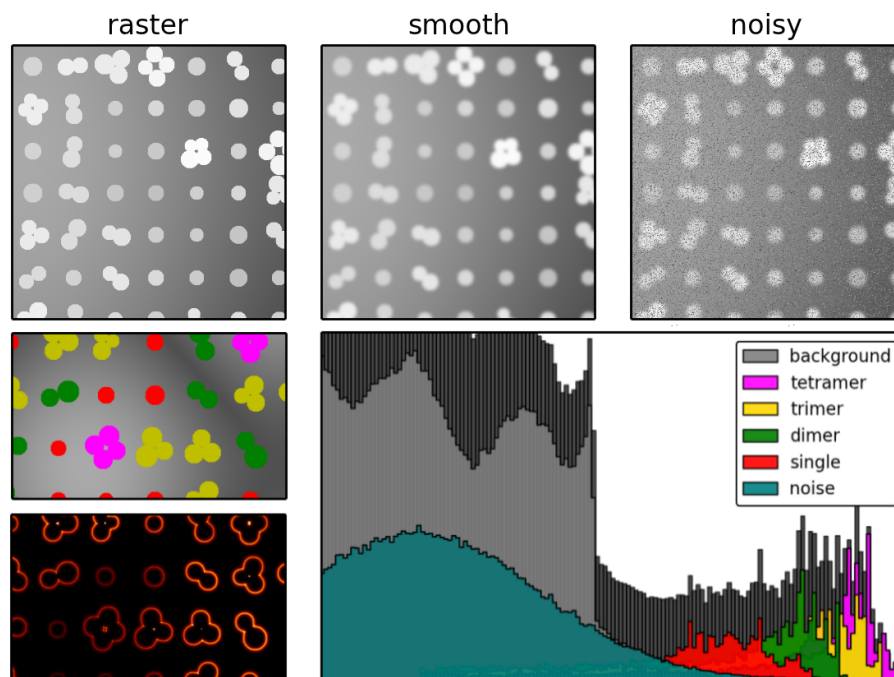 raster
smooth
noisy
background
tetramer
trimer
dimer
single
noise